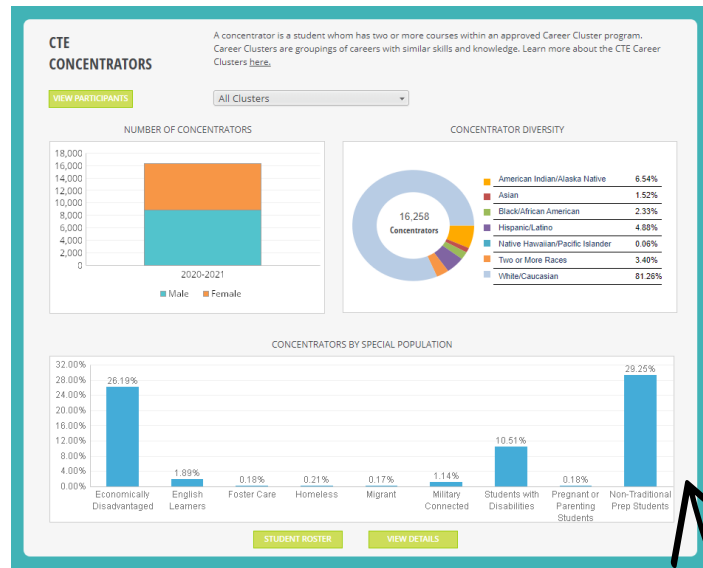 CTE
CONCENTRATORS
A concentrator is a student whom has two or more courses within an approved Career Cluster program.
Career Clusters are groupings of careers with similar skills and knowledge. Learn more about the CTE Career
Clusters here.
VIEW PARTICIPANTS
All Clusters
NUMBER OF CONCENTRATORS
18,000
16,000
14,000
12,000
10,000
8,000
6,000
4,000
2,000
0
2020-2021
Male Female
CONCENTRATOR DIVERSITY
16,258
Concentrators
American Indian/Alaska Native 6.54%
Asian 1.52%
Black/African American 2.33%
Hispanic/Latino 4.88%
Native Hawaiian/Pacific Islander 0.06%
Two or More Races 3.40%
White/Caucasian 81.26%
CONCENTRATORS BY SPECIAL POPULATION
32.00%
28.00%
24.00%
20.00%
16.00%
12.00%
8.00%
4.00%
0.00%
26.19%
1.89%
0.18%
0.21%
0.17%
1.14%
10.51%
0.18%
29.25%
Economically
Disadvantaged
English
Learners
Foster Care
Homeless
Migrant
Military
Connected
Students with
Disabilities
Pregnant or
Parenting
Students
Non-Traditional
Prep Students
STUDENT ROSTER
VIEW DETAILS